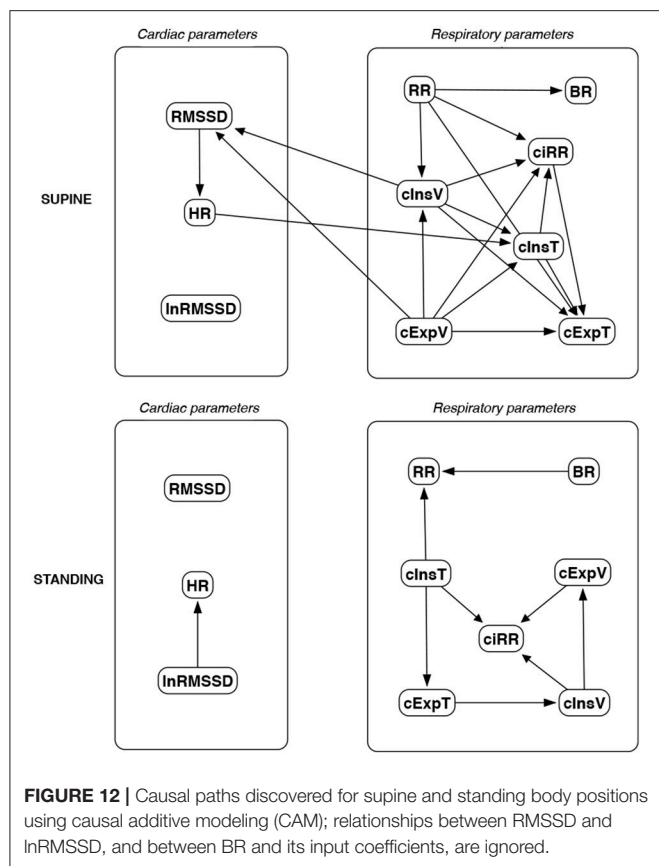 Cardiac parameters
Respiratory parameters
RR
BR
RMSSD
ciRR
cInsV
HR
cInsT
SUPINE
lnRMSSD
cExpV
cExpT
Cardiac parameters
Respiratory parameters
RMSSD
RR
BR
STANDING
HR
cInsT
cExpV
ciRR
lnRMSSD
cExpT
cInsV
FIGURE 12 | Causal paths discovered for supine and standing body positions
using causal additive modeling (CAM); relationships between RMSSD and
lnRMSSD, and between BR and its input coefficients, are ignored.